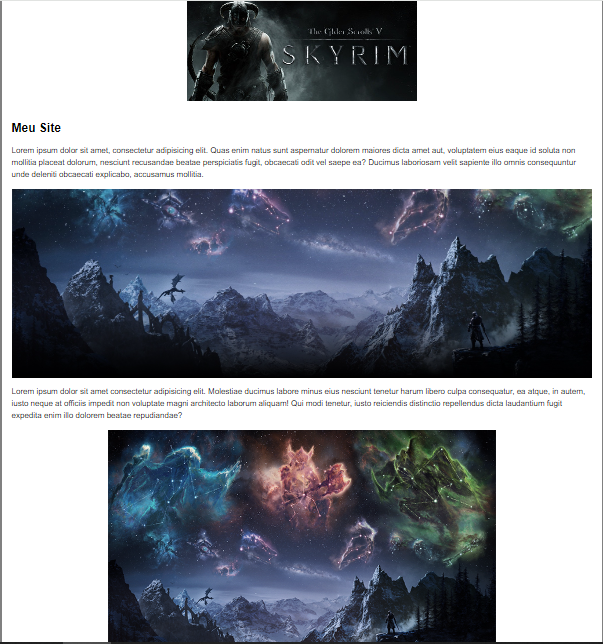 The Elder Scrolls V
SKYRIM
Meu Site
Lorem ipsum dolor sit amet, consectetur adipisicing elit. Quas enim natus sunt aspernatur dolorem maiores dicta amet aut, voluptatem eius eaque id soluta non
mollitia placeat dolorum, nesciunt recusandae beatae perspiciatis fugit, obcaecati odit vel saepe ea? Ducimus laboriosam velit sapiente illo omnis consequuntur
unde deleniti obcaecati explicabo, accusamus mollitia.
Lorem ipsum dolor sit amet consectetur adipisicing elit. Molestiae ducimus labore minus eius nesciunt tenetur harum libero culpa consequatur, ea atque, in autem,
iusto neque at officiis impedit non voluptate magni architecto laborum aliquam! Qui modi tenetur, iusto reiciendis distinctio repellendus dicta laudantium fugit
expedita enim illo dolorem beatae repudiandae?